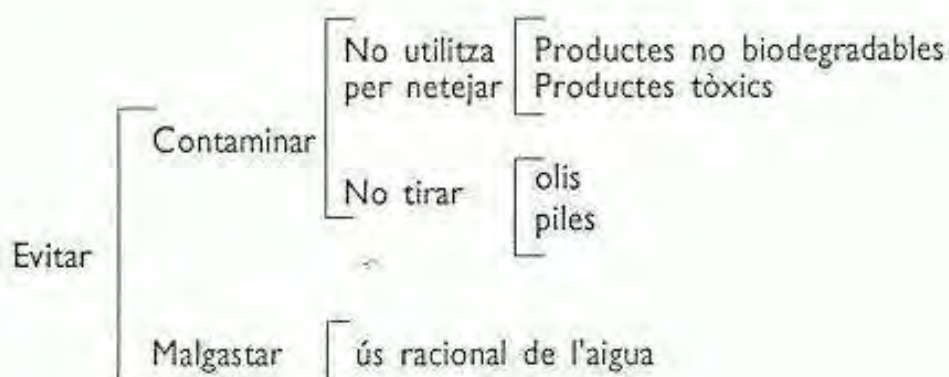 No utilitza Productes no biodegradables
per netejar Productes tòxics
Contaminar
No tirar olis
piles
Evitar
Malgastar ús racional de l'aigua